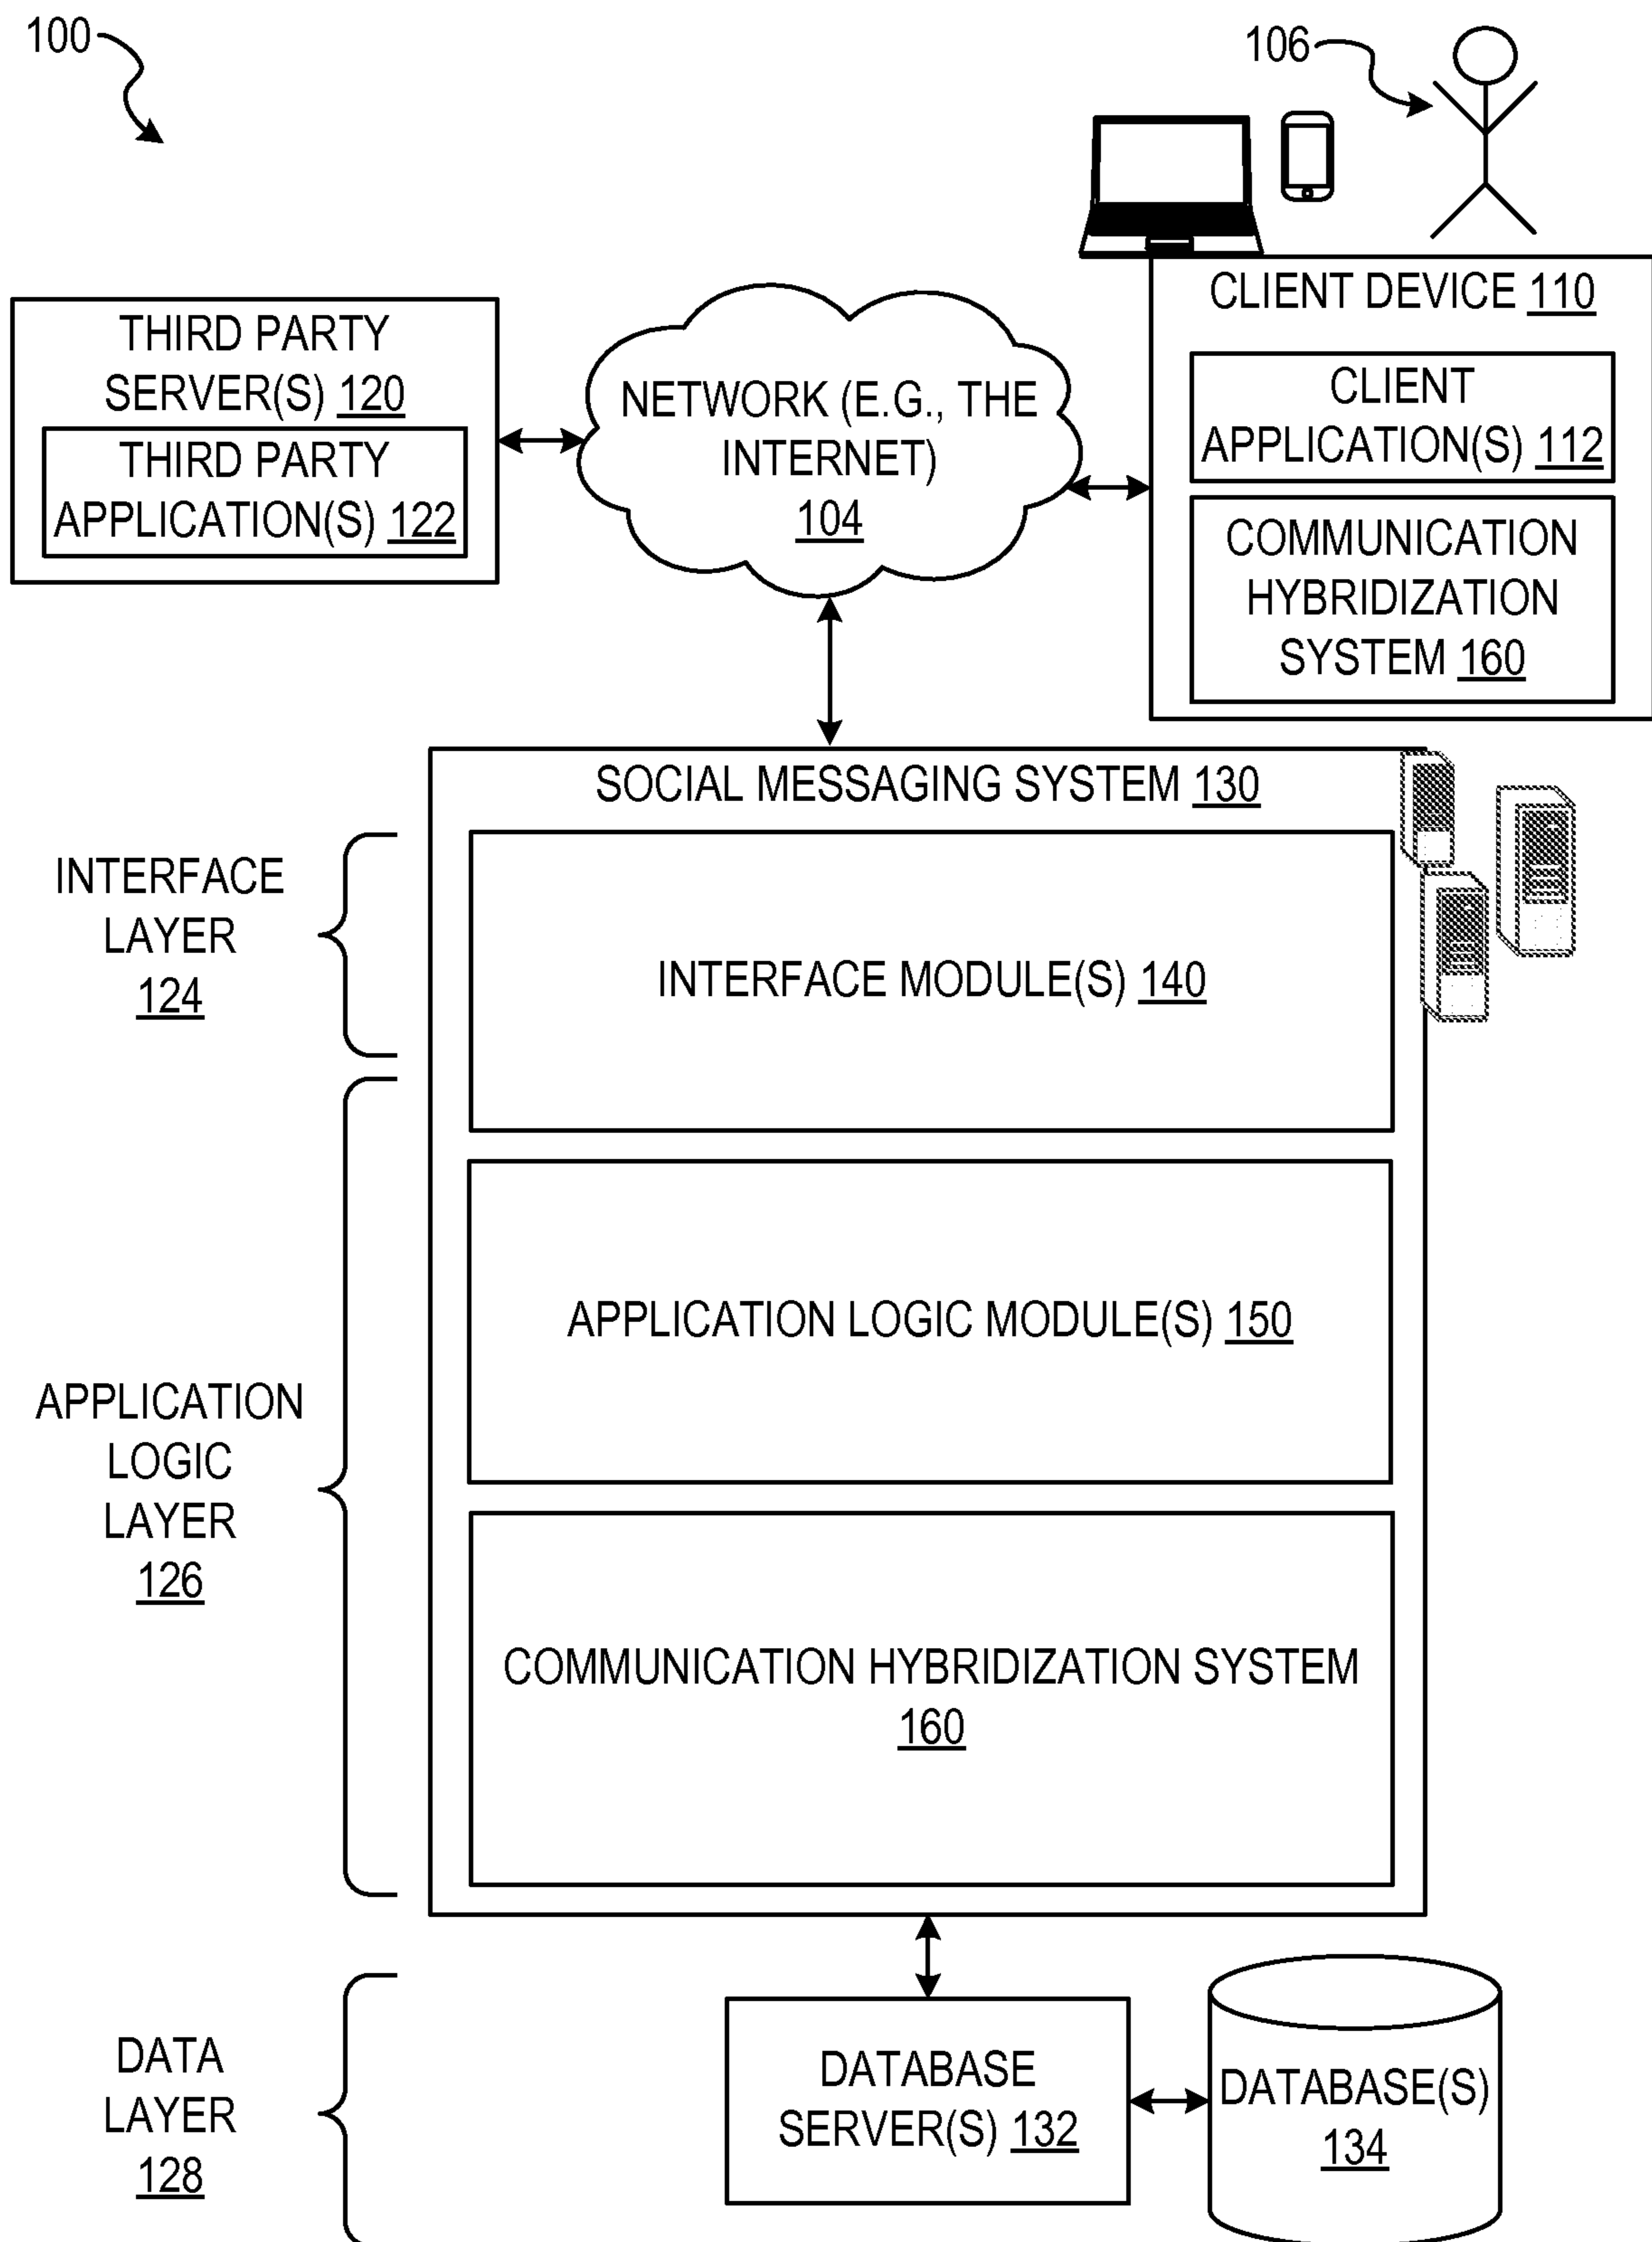 100
106
CLIENT DEVICE 110
CLIENT
APPLICATION(S) 112
COMMUNICATION
HYBRIDIZATION
SYSTEM 160
THIRD PARTY
SERVER(S) 120
THIRD PARTY
APPLICATION(S) 122
NETWORK (E.G., THE
INTERNET)
104
SOCIAL MESSAGING SYSTEM 130
INTERFACE
LAYER
124
INTERFACE MODULE(S) 140
APPLICATION LOGIC MODULE(S) 150
APPLICATION
LOGIC
LAYER
126
COMMUNICATION HYBRIDIZATION SYSTEM
160
DATA
LAYER
128
DATABASE
SERVER(S) 132
DATABASE(S)
134